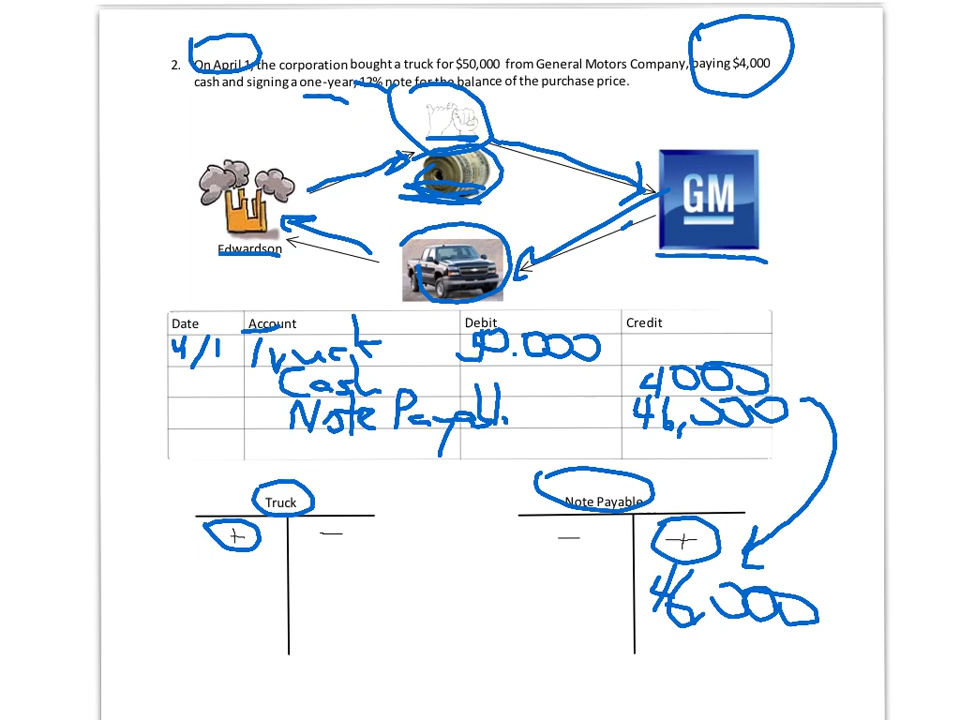 2. On April 1, the corporation bought a truck for $50,000 from General Motors Company, paying $4,000
cash and signing a one-year, 12% note for the balance of the purchase price.
GM
Edwardson
Date Account Debit Credit
4/1 Truck 50.000
Cash 4000
Note Payabl. 46,000
Truck Note Payable
+ − − +
46,000